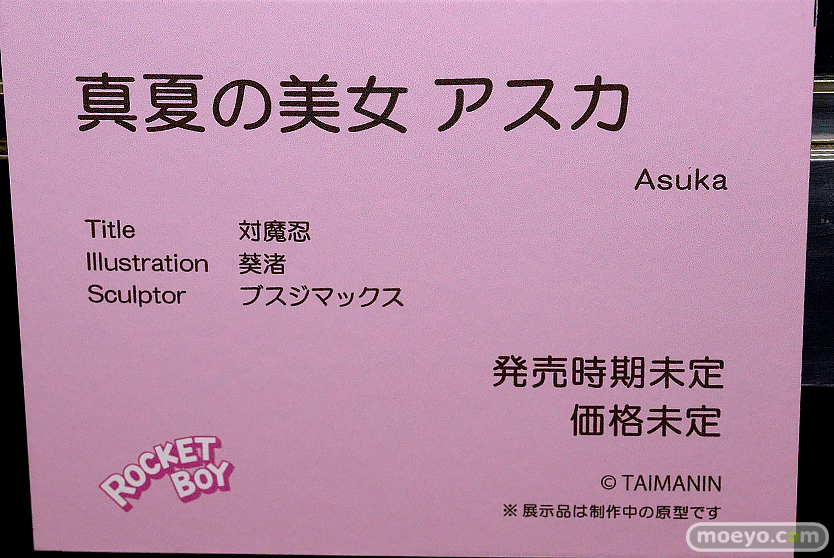 真夏の美女 アスカ
Asuka
Title 対魔忍
Illustration 葵渚
Sculptor ブスジマックス
発売時期未定
価格未定
ROCKET
BOY
© TAIMANIN
※ 展示品は制作中の原型です
moeyo.com